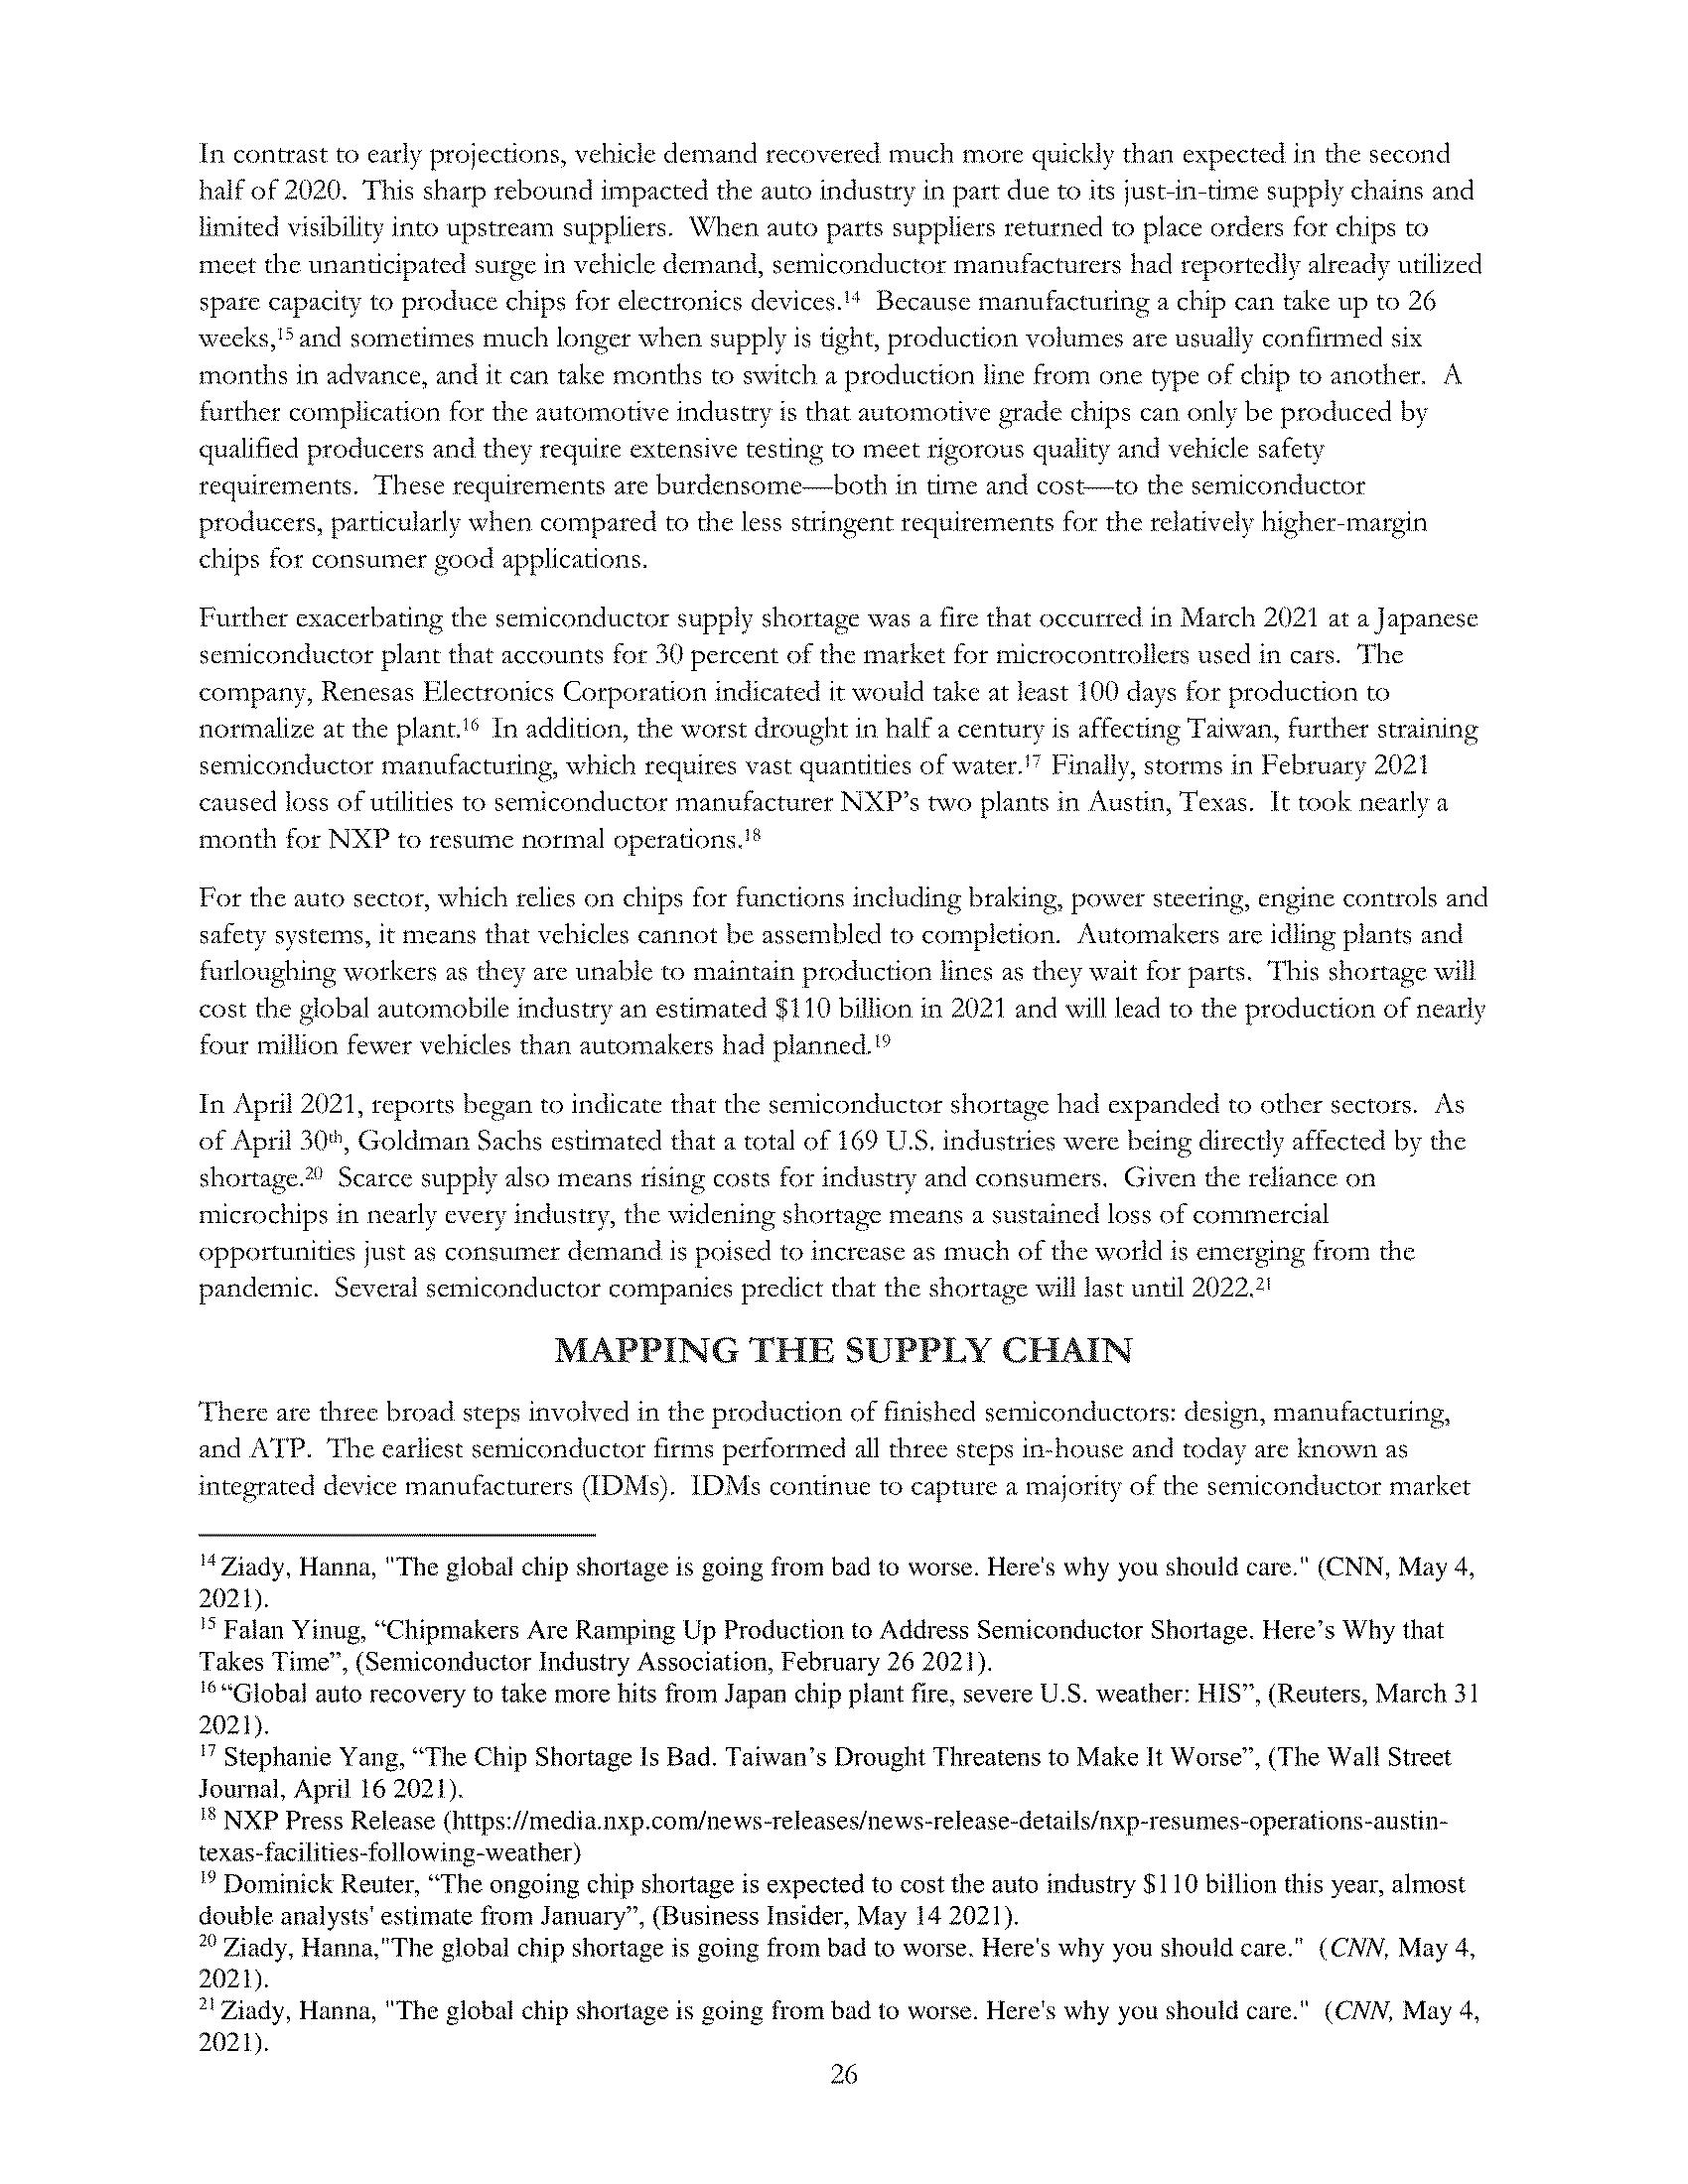 In contrast to early projections, vehicle demand recovered much more quickly than expected in the second
half of 2020.  This sharp rebound impacted the auto industry in part due to its just-in-time supply chains and
limited visibility into upstream suppliers.  When auto parts suppliers returned to place orders for chips to
meet the unanticipated surge in vehicle demand, semiconductor manufacturers had reportedly already utilized
spare capacity to produce chips for electronics devices.¹⁴  Because manufacturing a chip can take up to 26
weeks,¹⁵ and sometimes much longer when supply is tight, production volumes are usually confirmed six
months in advance, and it can take months to switch a production line from one type of chip to another.  A
further complication for the automotive industry is that automotive grade chips can only be produced by
qualified producers and they require extensive testing to meet rigorous quality and vehicle safety
requirements.  These requirements are burdensome—both in time and cost—to the semiconductor
producers, particularly when compared to the less stringent requirements for the relatively higher-margin
chips for consumer good applications.
Further exacerbating the semiconductor supply shortage was a fire that occurred in March 2021 at a Japanese
semiconductor plant that accounts for 30 percent of the market for microcontrollers used in cars.  The
company, Renesas Electronics Corporation indicated it would take at least 100 days for production to
normalize at the plant.¹⁶  In addition, the worst drought in half a century is affecting Taiwan, further straining
semiconductor manufacturing, which requires vast quantities of water.¹⁷ Finally, storms in February 2021
caused loss of utilities to semiconductor manufacturer NXP’s two plants in Austin, Texas.  It took nearly a
month for NXP to resume normal operations.¹⁸
For the auto sector, which relies on chips for functions including braking, power steering, engine controls and
safety systems, it means that vehicles cannot be assembled to completion.  Automakers are idling plants and
furloughing workers as they are unable to maintain production lines as they wait for parts.  This shortage will
cost the global automobile industry an estimated $110 billion in 2021 and will lead to the production of nearly
four million fewer vehicles than automakers had planned.¹⁹
In April 2021, reports began to indicate that the semiconductor shortage had expanded to other sectors.  As
of April 30ᵗʰ, Goldman Sachs estimated that a total of 169 U.S. industries were being directly affected by the
shortage.²⁰  Scarce supply also means rising costs for industry and consumers.  Given the reliance on
microchips in nearly every industry, the widening shortage means a sustained loss of commercial
opportunities just as consumer demand is poised to increase as much of the world is emerging from the
pandemic.  Several semiconductor companies predict that the shortage will last until 2022.²¹
MAPPING THE SUPPLY CHAIN
There are three broad steps involved in the production of finished semiconductors: design, manufacturing,
and ATP.  The earliest semiconductor firms performed all three steps in-house and today are known as
integrated device manufacturers (IDMs).  IDMs continue to capture a majority of the semiconductor market
¹⁴ Ziady, Hanna, "The global chip shortage is going from bad to worse. Here's why you should care." (CNN, May 4,
2021).
¹⁵ Falan Yinug, “Chipmakers Are Ramping Up Production to Address Semiconductor Shortage. Here’s Why that
Takes Time”, (Semiconductor Industry Association, February 26 2021).
¹⁶ “Global auto recovery to take more hits from Japan chip plant fire, severe U.S. weather: HIS”, (Reuters, March 31
2021).
¹⁷ Stephanie Yang, “The Chip Shortage Is Bad. Taiwan’s Drought Threatens to Make It Worse”, (The Wall Street
Journal, April 16 2021).
¹⁸ NXP Press Release (https://media.nxp.com/news-releases/news-release-details/nxp-resumes-operations-austin-
texas-facilities-following-weather)
¹⁹ Dominick Reuter, “The ongoing chip shortage is expected to cost the auto industry $110 billion this year, almost
double analysts' estimate from January”, (Business Insider, May 14 2021).
²⁰ Ziady, Hanna,"The global chip shortage is going from bad to worse. Here's why you should care."  (CNN, May 4,
2021).
²¹ Ziady, Hanna, "The global chip shortage is going from bad to worse. Here's why you should care."  (CNN, May 4,
2021).
26